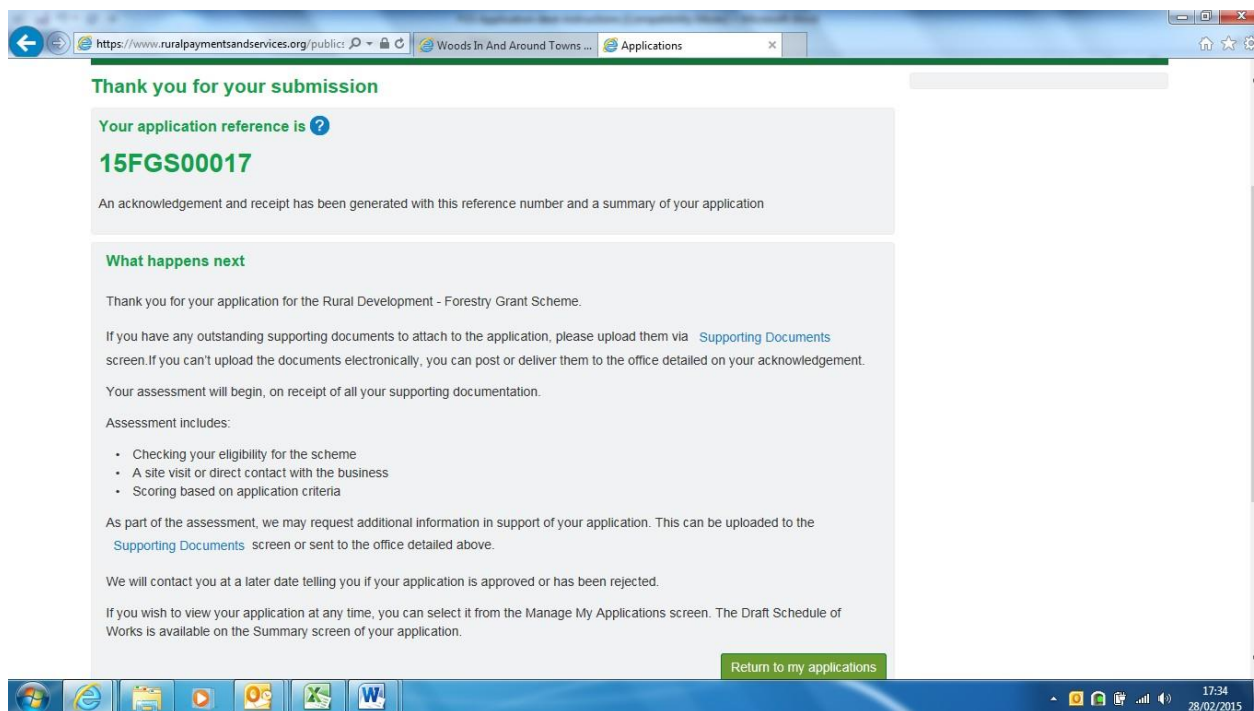 https://www.ruralpaymentsandservices.org/public:
Woods In And Around Towns ...
Applications
Thank you for your submission
Your application reference is ?
15FGS00017
An acknowledgement and receipt has been generated with this reference number and a summary of your application
What happens next
Thank you for your application for the Rural Development - Forestry Grant Scheme.
If you have any outstanding supporting documents to attach to the application, please upload them via Supporting Documents
screen.If you can't upload the documents electronically, you can post or deliver them to the office detailed on your acknowledgement.
Your assessment will begin, on receipt of all your supporting documentation.
Assessment includes:
• Checking your eligibility for the scheme
• A site visit or direct contact with the business
• Scoring based on application criteria
As part of the assessment, we may request additional information in support of your application. This can be uploaded to the
Supporting Documents screen or sent to the office detailed above.
We will contact you at a later date telling you if your application is approved or has been rejected.
If you wish to view your application at any time, you can select it from the Manage My Applications screen. The Draft Schedule of
Works is available on the Summary screen of your application.
Return to my applications
17:34
28/02/2015